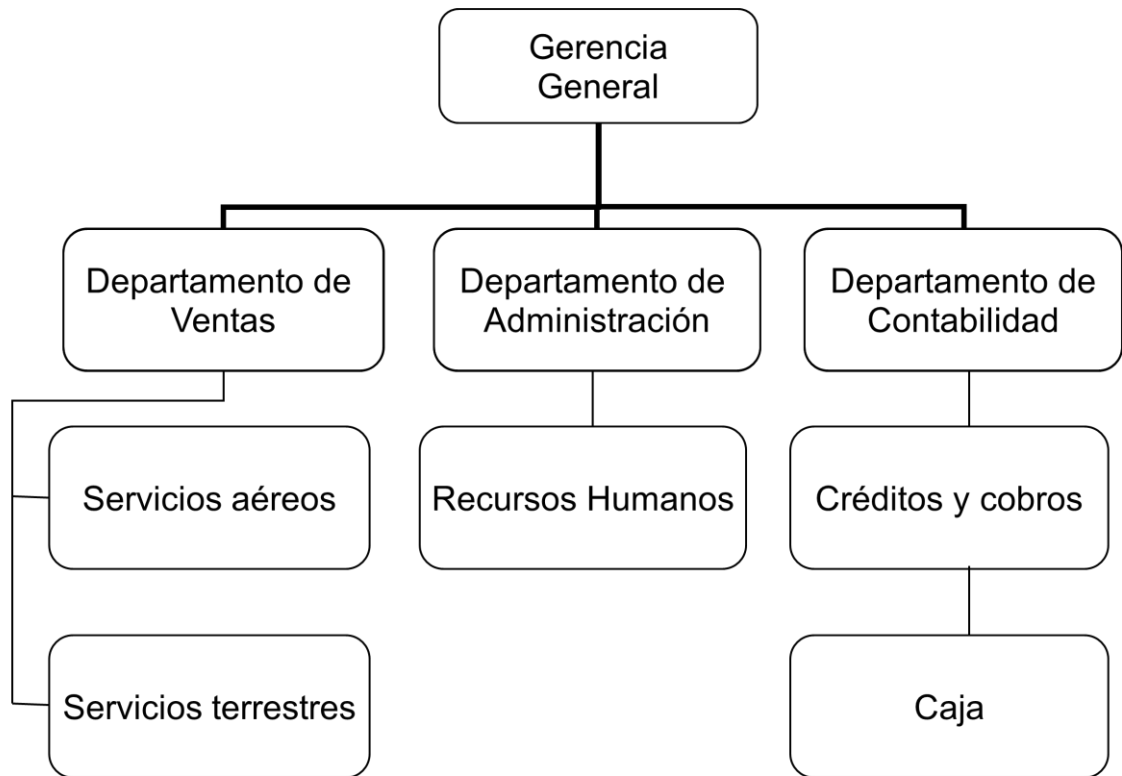 Gerencia
General
Departamento de
Ventas
Departamento de
Administración
Departamento de
Contabilidad
Servicios aéreos
Recursos Humanos
Créditos y cobros
Servicios terrestres
Caja